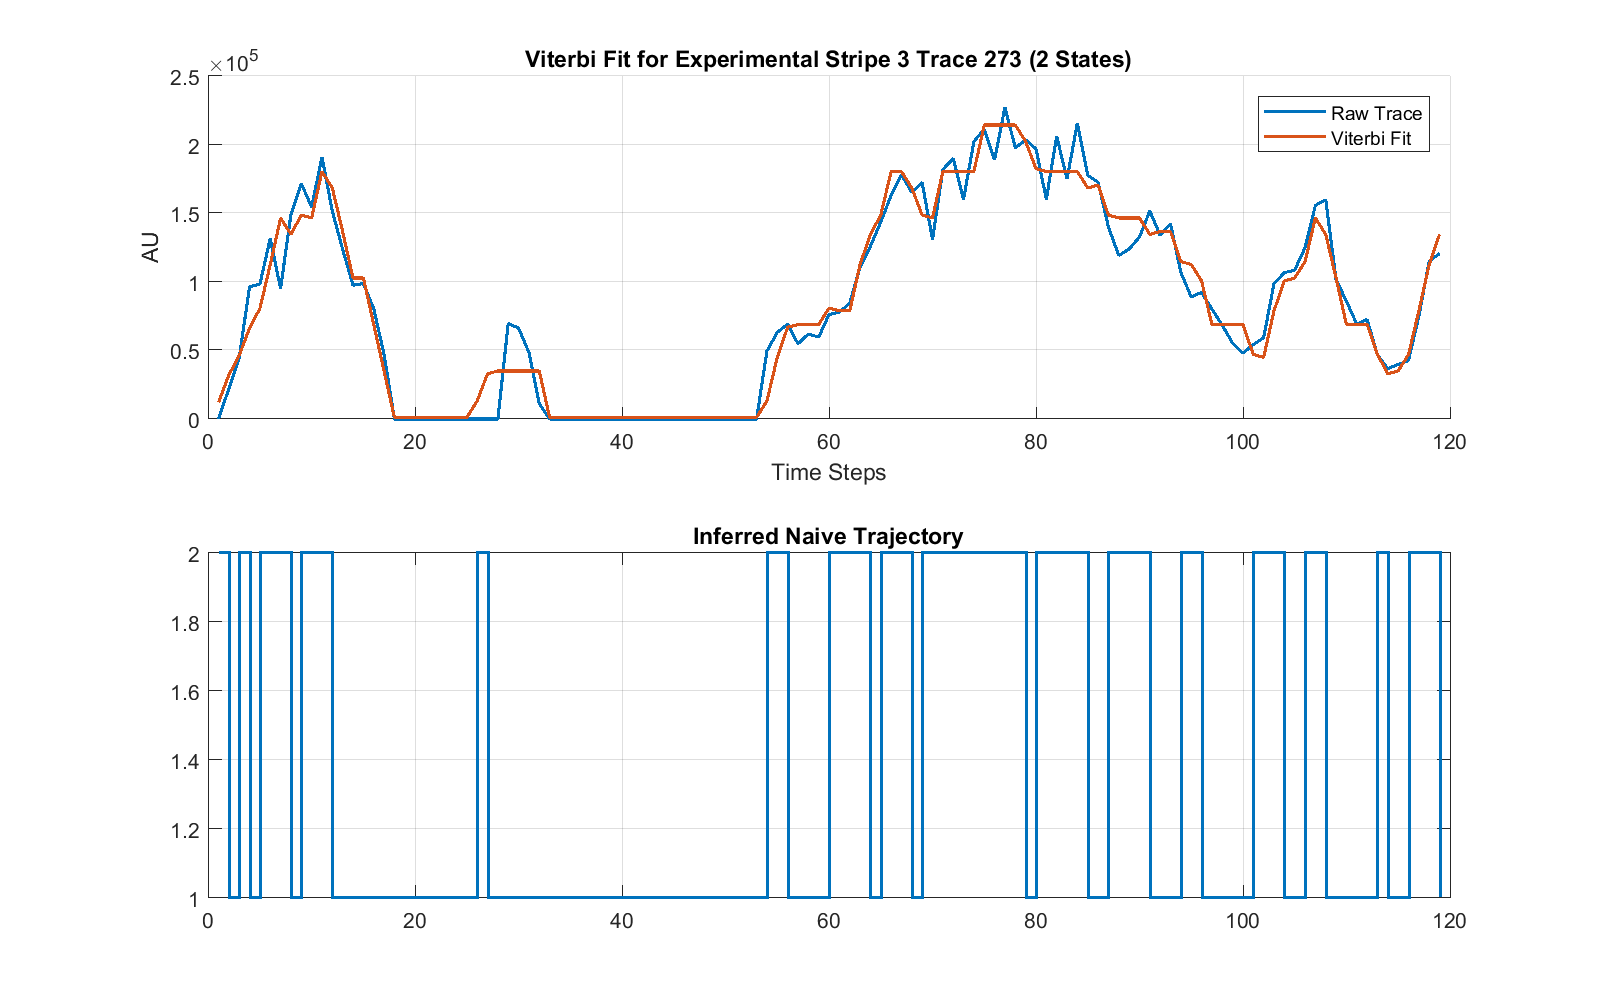 Viterbi Fit for Experimental Stripe 3 Trace 273 (2 States)
×10^5
2.5
2
1.5
1
0.5
0
AU
Raw Trace
Viterbi Fit
0 20 40 60 80 100 120
Time Steps
Inferred Naive Trajectory
2
1.8
1.6
1.4
1.2
1
0 20 40 60 80 100 120